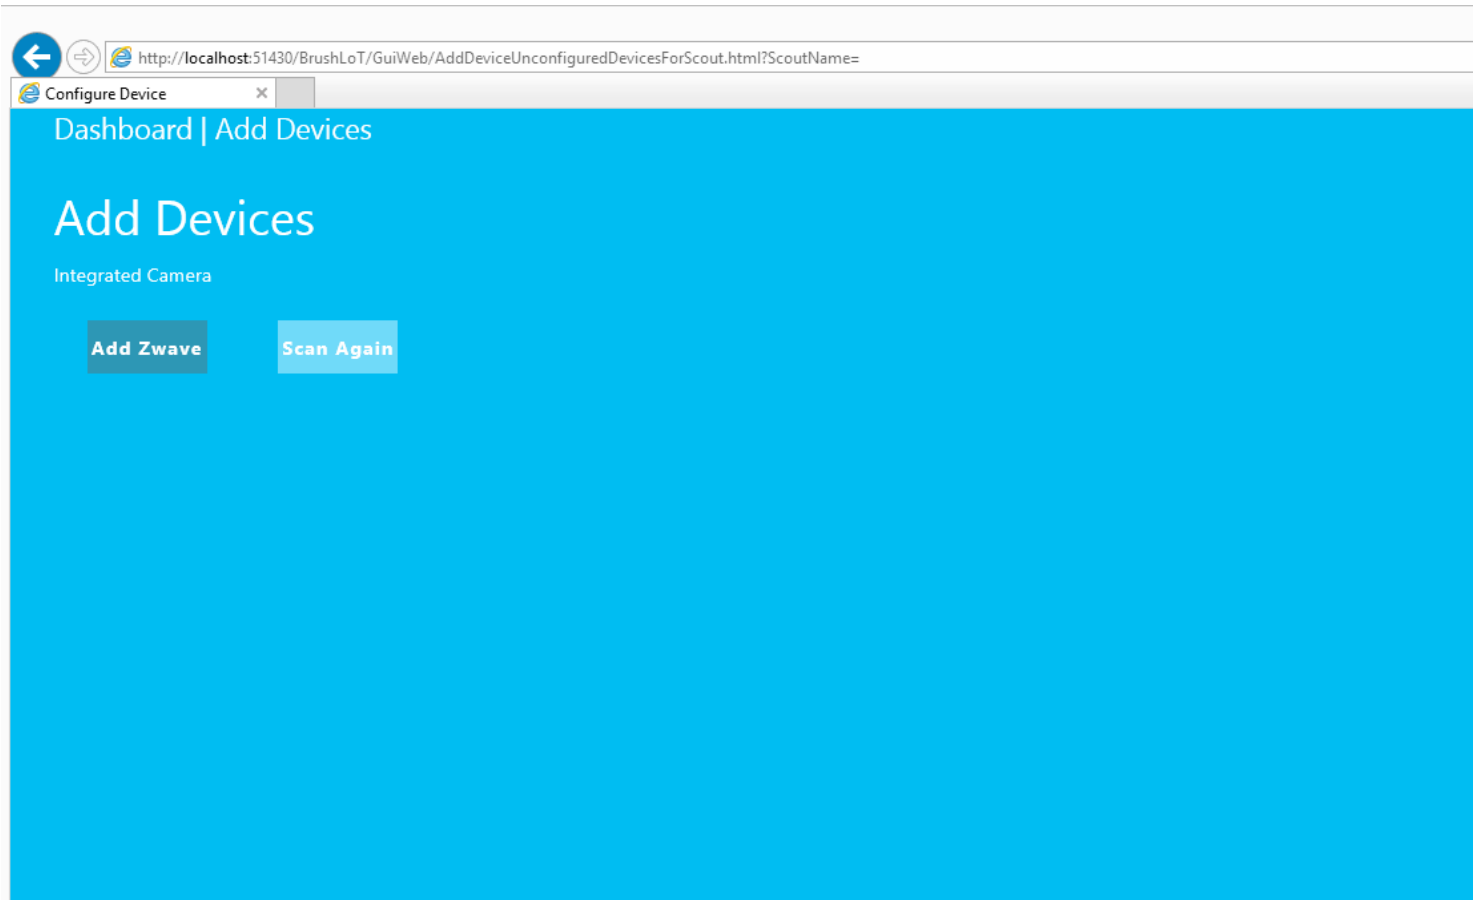 http://localhost:51430/BrushLoT/GuiWeb/AddDeviceUnconfiguredDevicesForScout.html?ScoutName=
Configure Device
Dashboard | Add Devices
Add Devices
Integrated Camera
Add Zwave
Scan Again